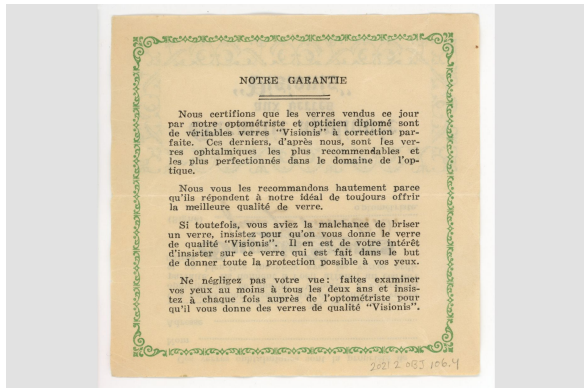 NOTRE GARANTIE
Nous certifions que les verres vendus ce jour
par notre optométriste et opticien diplomé sont
de véritables verres "Visionis" à correction par-
faite. Ces derniers, d'après nous, sont les ver-
res ophtalmiques les plus recommendables et
les plus perfectionnés dans le domaine de l'op-
tique.
Nous vous les recommandons hautement parce
qu'ils répondent à notre idéal de toujours offrir
la meilleure qualité de verre.
Si toutefois, vous aviez la malchance de briser
un verre, insistez pour qu'on vous donne le verre
de qualité "Visionis". Il en est de votre intérêt
d'insister sur ce verre qui est fait dans le but
de donner toute la protection possible à vos yeux.
Ne négligez pas votre vue: faites examiner
vos yeux au moins à tous les deux ans et insis-
tez à chaque fois auprès de l'optométriste pour
qu'il vous donne des verres de qualité "Visionis".
2021 2 OBJ 106.4